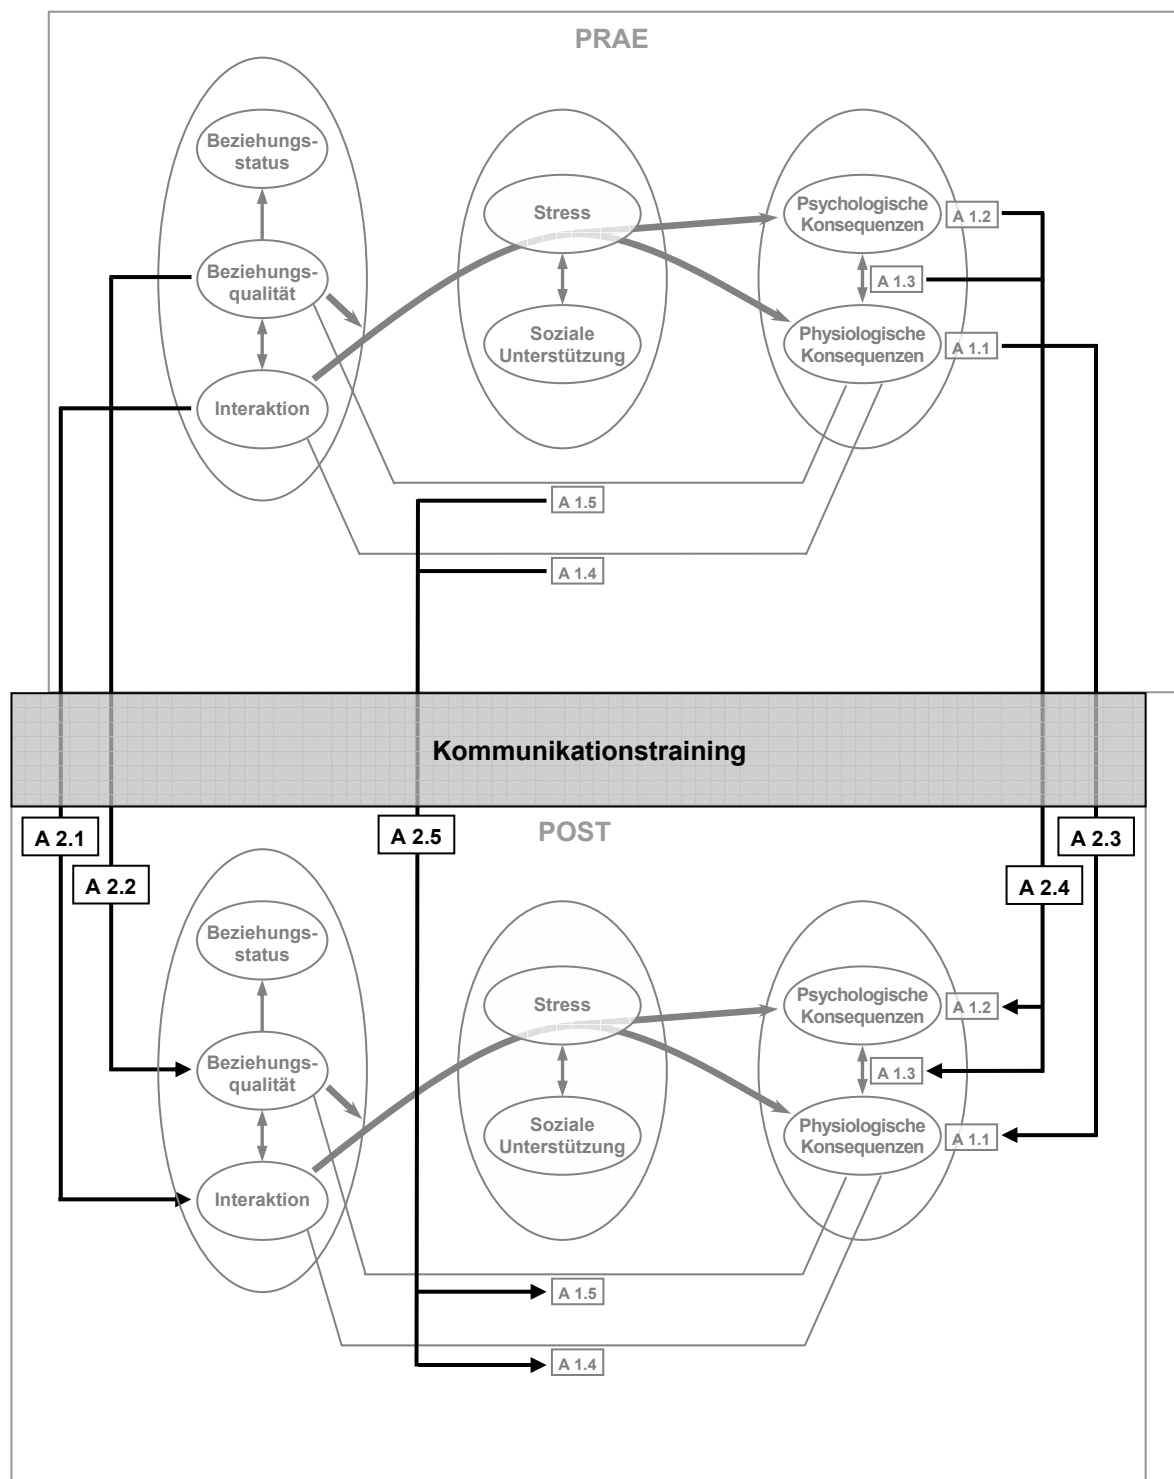 PRAE
Beziehungs-
status
Stress
Psychologische
Konsequenzen
A 1.2
Beziehungs-
qualität
A 1.3
Soziale
Unterstützung
Physiologische
Konsequenzen
A 1.1
Interaktion
A 1.5
A 1.4
Kommunikationstraining
A 2.1
A 2.5
POST
A 2.3
A 2.2
A 2.4
Beziehungs-
status
Stress
Psychologische
Konsequenzen
A 1.2
Beziehungs-
qualität
A 1.3
Soziale
Unterstützung
Physiologische
Konsequenzen
A 1.1
Interaktion
A 1.5
A 1.4